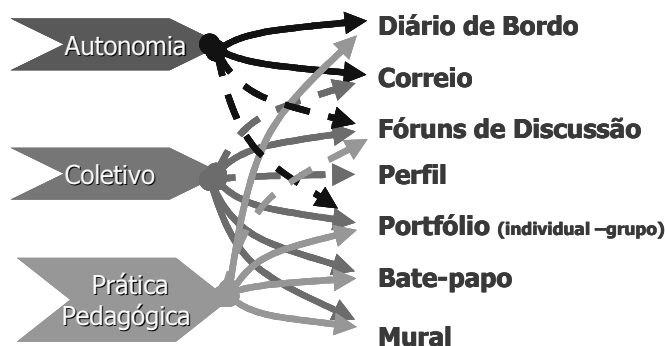 Autonomia
Coletivo
Prática
Pedagógica
Diário de Bordo
Correio
Fóruns de Discussão
Perfil
Portfólio (individual –grupo)
Bate-papo
Mural